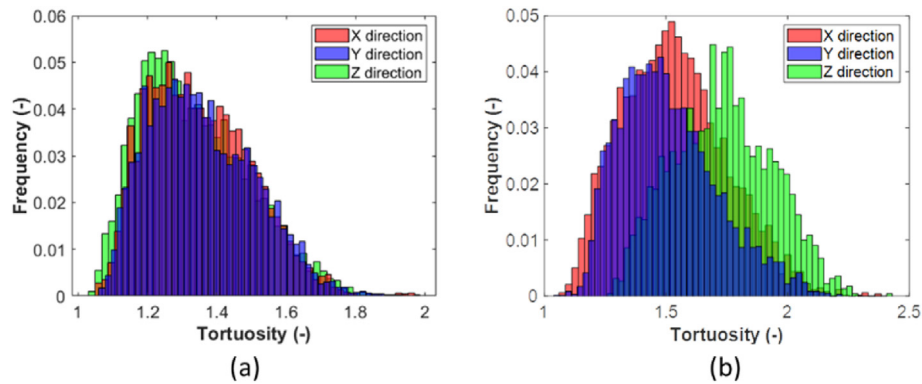 0.06
0.05
0.04
0.03
0.02
0.01
0
Frequency (-)
X direction
Y direction
Z direction
1
1.2
1.4
1.6
1.8
2
Tortuosity (-)
(a)
0.05
0.04
0.03
0.02
0.01
0
Frequency (-)
X direction
Y direction
Z direction
1
1.5
2
2.5
Tortuosity (-)
(b)